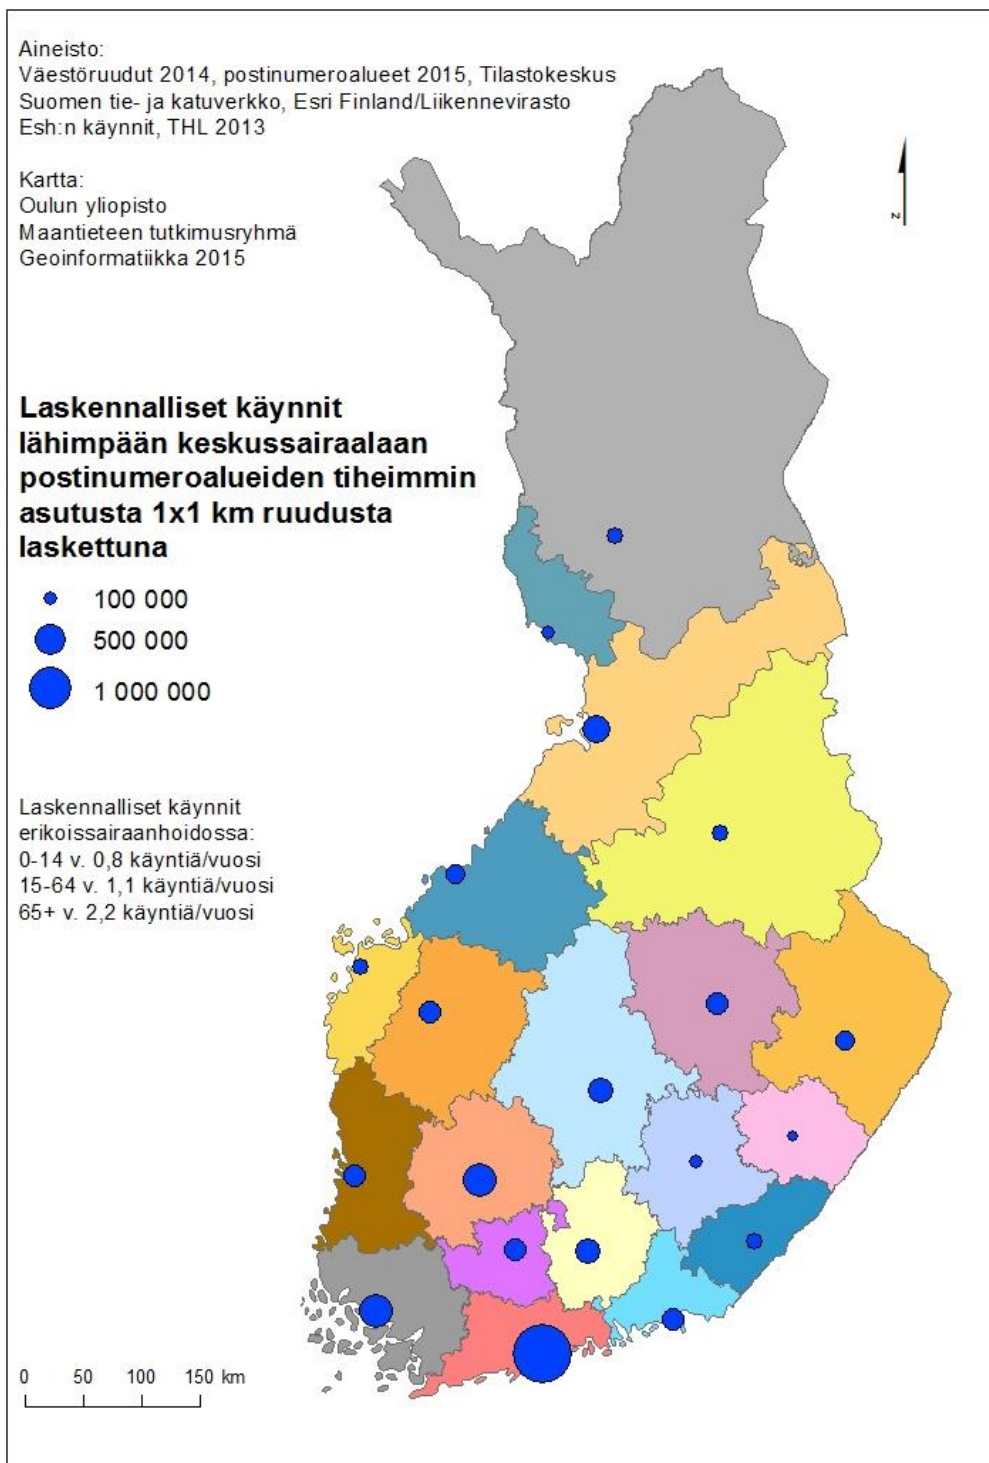 Aineisto:
Väestöruudut 2014, postinumeroalueet 2015, Tilastokeskus
Suomen tie- ja katuverkko, Esri Finland/Liikennevirasto
Esh:n käynnit, THL 2013
Kartta:
Oulun yliopisto
Maantieteen tutkimusryhmä
Geoinformatiikka 2015
z
Laskennalliset käynnit
lähimpään keskussairaalaan
postinumeroalueiden tiheimmin
asutusta 1x1 km ruudusta
laskettuna
100 000
500 000
1 000 000
Laskennalliset käynnit
erikoissairaanhoidossa:
0-14 v. 0,8 käyntiä/vuosi
15-64 v. 1,1 käyntiä/vuosi
65+ v. 2,2 käyntiä/vuosi
0 50 100 150 km